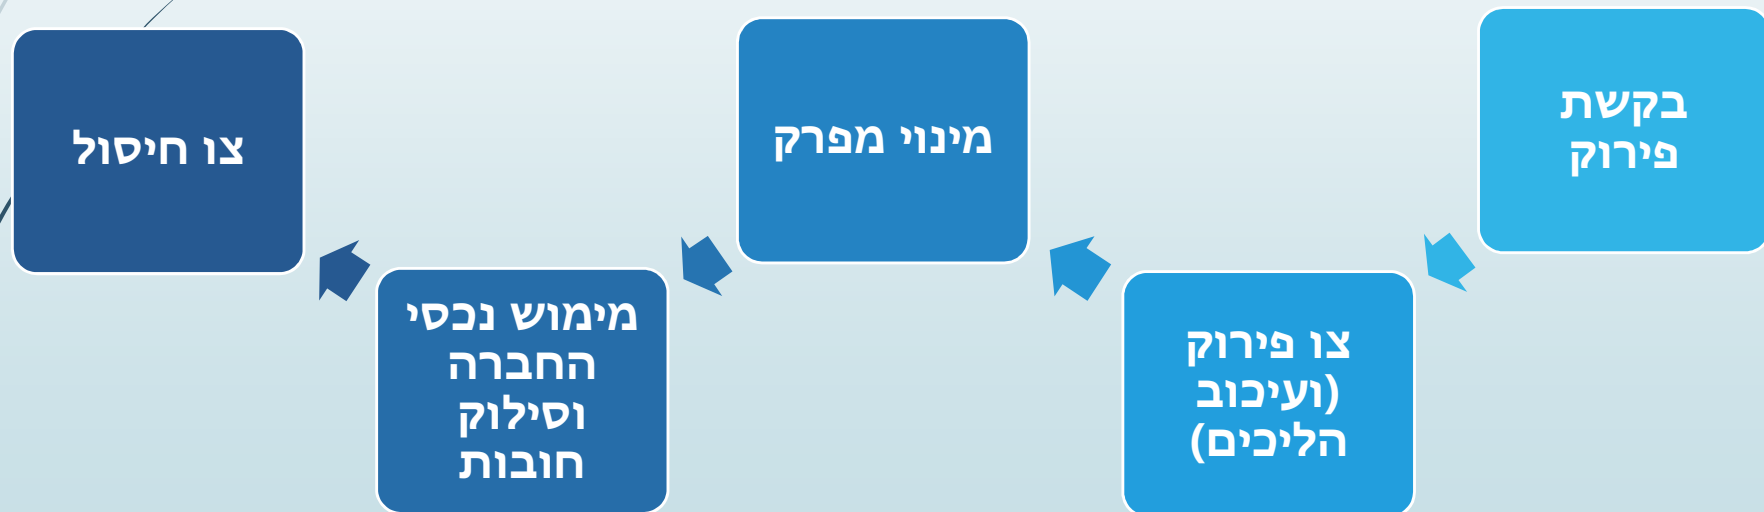 בקשת
פירוק
צו פירוק
(ועיכוב
הליכים)
מינוי מפרק
מימוש נכסי
החברה
וסילוק
חובות
צו חיסול